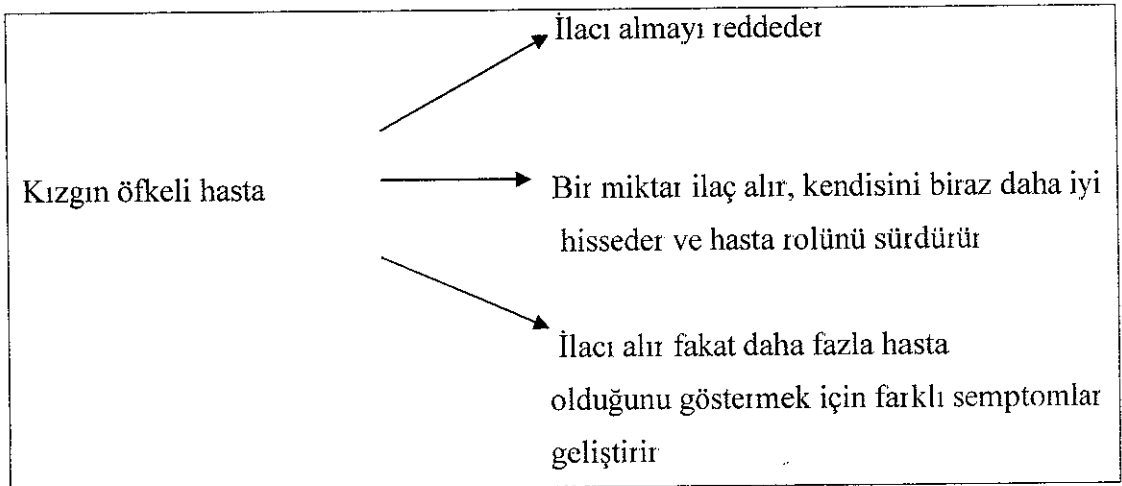 İlacı almayı reddeder
Kızgın öfkeli hasta
Bir miktar ilaç alır, kendisini biraz daha iyi
hisseder ve hasta rolünü sürdürür
İlacı alır fakat daha fazla hasta
olduğunu göstermek için farklı semptomlar
geliştirir